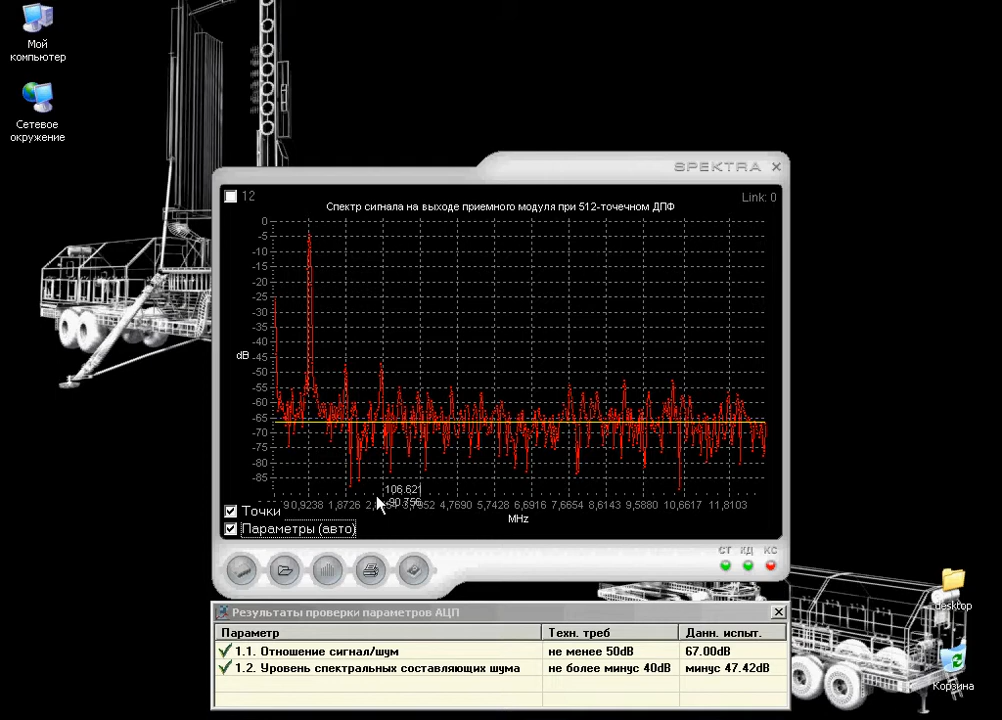 Мой
компьютер
Сетевое
окружение
SPEKTRA
12
Link: 0
Спектр сигнала на выходе приемного модуля при 512-точечном ДПФ
0
-5
-10
-15
-20
-25
-30
-35
-40
dB
-45
-50
-55
-60
-65
-70
-75
-80
-85
106.621
-90.756
-90,9238 1,8726 4,7690 5,7428 6,6916 7,6654 8,6143 9,5880 10,6617 11,8103
MHz
Точки
Параметры (авто)
СТ КД КС
Результаты проверки параметров АЦП
Параметр Техн. треб Данн. испыт.
1.1. Отношение сигнал/шум не менее 50dB 67.00dB
1.2. Уровень спектральных составляющих шума не более минус 40dB минус 47.42dB
desktop
Корзина